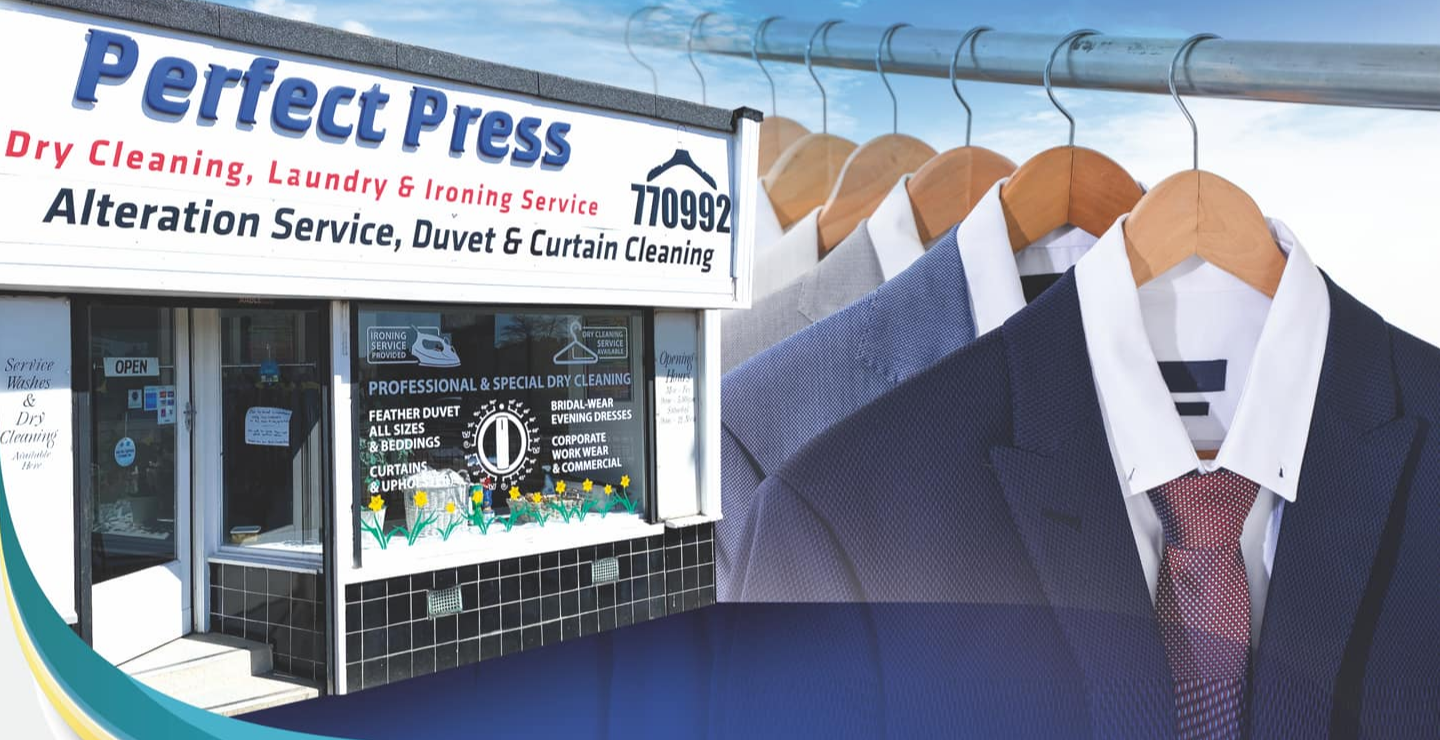 Perfect Press
Dry Cleaning, Laundry & Ironing Service
770992
Alteration Service, Duvet & Curtain Cleaning
Service
Washes
&
Dry
Cleaning
Available
Here
OPEN
IRONING
SERVICE
PROVIDED
DRY CLEANING
SERVICE
AVAILABLE
PROFESSIONAL & SPECIAL DRY CLEANING
FEATHER DUVET
ALL SIZES
& BEDDINGS
CURTAINS
& UPHOLSTERY
BRIDAL-WEAR
EVENING DRESSES
CORPORATE
WORK WEAR
& COMMERCIAL
Opening
Hours